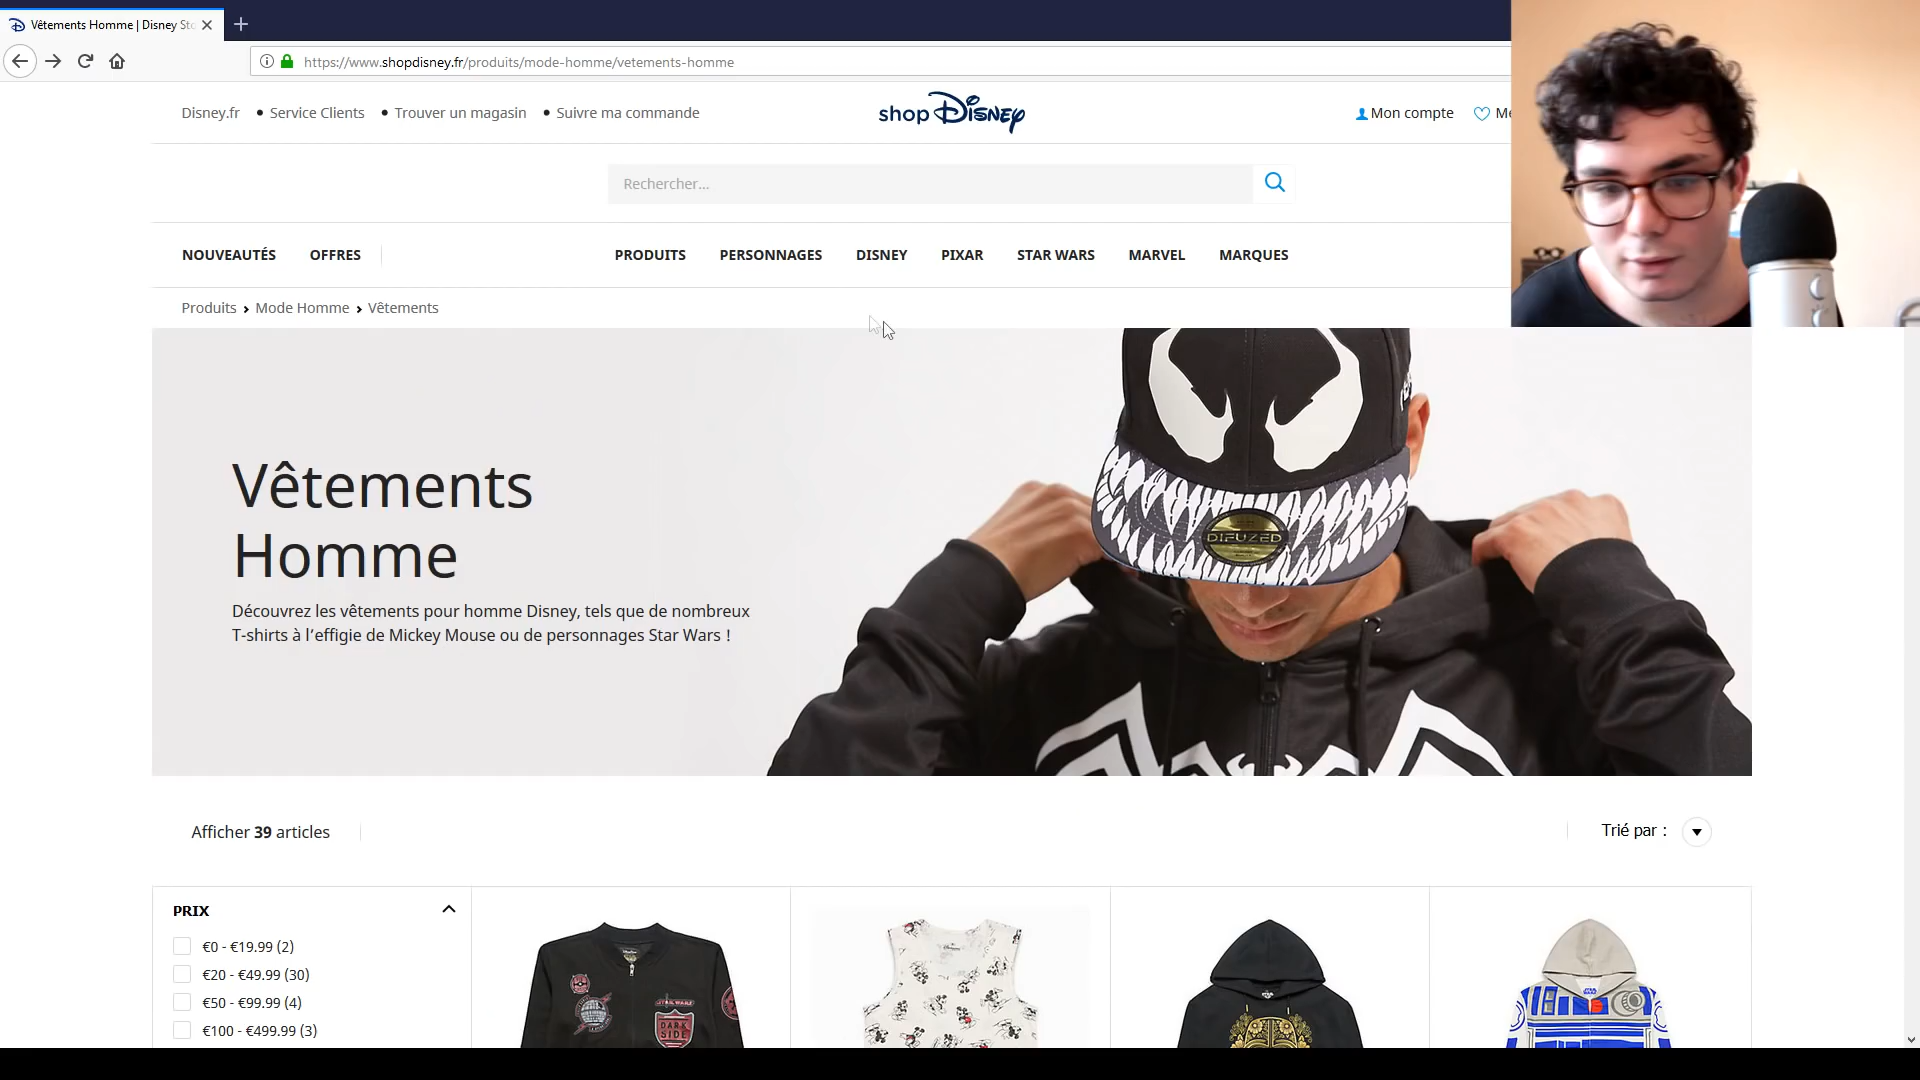 Vêtements Homme | Disney Sto
https://www.shopdisney.fr/produits/mode-homme/vetements-homme
Disney.fr • Service Clients • Trouver un magasin • Suivre ma commande
shop Disney
Mon compte
Me
Rechercher...
NOUVEAUTÉS OFFRES PRODUITS PERSONNAGES DISNEY PIXAR STAR WARS MARVEL MARQUES
Produits > Mode Homme > Vêtements
DIFUZED
Vêtements
Homme
Découvrez les vêtements pour homme Disney, tels que de nombreux
T-shirts à l’effigie de Mickey Mouse ou de personnages Star Wars !
Afficher 39 articles
Trié par :
PRIX
€0 - €19.99 (2)
€20 - €49.99 (30)
€50 - €99.99 (4)
€100 - €499.99 (3)
STAR WARS
DARK
SIDE